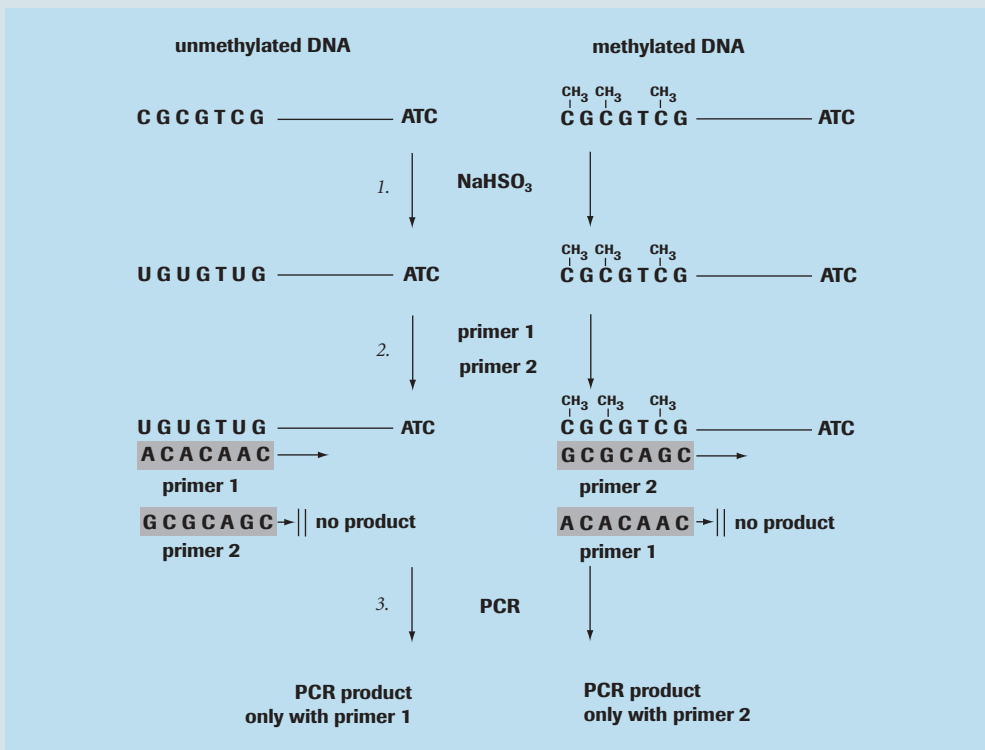 unmethylated DNA
methylated DNA
CH3 CH3 CH3
C G C G T C G ATC
C G C G T C G ATC
1.
NaHSO3
CH3 CH3 CH3
U G U G T U G ATC
C G C G T C G ATC
2.
primer 1
primer 2
CH3 CH3 CH3
U G U G T U G ATC
C G C G T C G ATC
A C A C A A C
G C G C A G C
primer 1
primer 2
G C G C A G C no product
A C A C A A C no product
primer 2
primer 1
3.
PCR
PCR product
only with primer 1
PCR product
only with primer 2